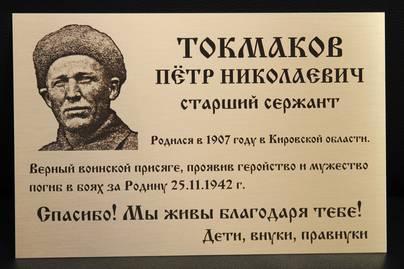 ТОКМАКОВ
ПЁТР НИКОЛАЕВИЧ
старший сержант
Родился в 1907 году в Кировской области.
Верный воинской присяге, проявив геройство и мужество
погиб в боях за Родину 25.11.1942 г.
Спасибо! Мы живы благодаря тебе!
Дети, внуки, правнуки